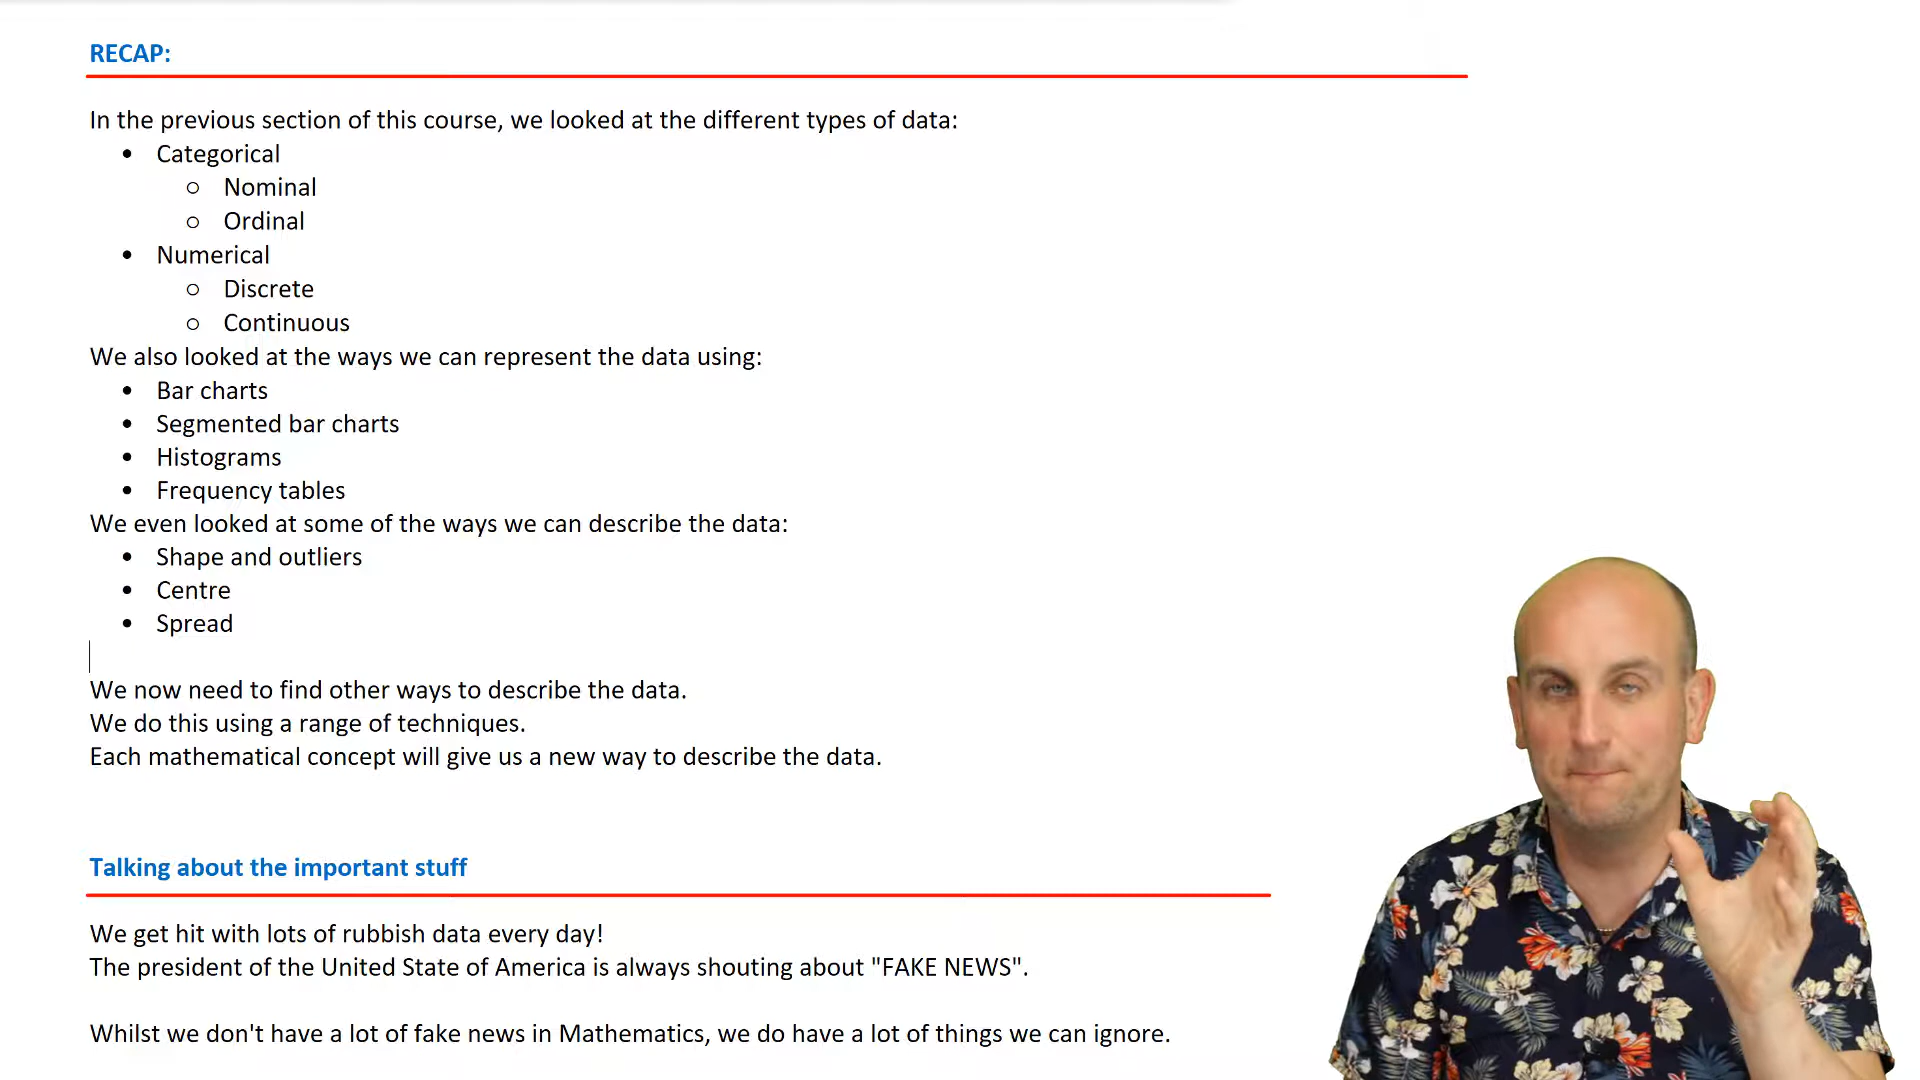 RECAP:
In the previous section of this course, we looked at the different types of data:
• Categorical
○ Nominal
○ Ordinal
• Numerical
○ Discrete
○ Continuous
We also looked at the ways we can represent the data using:
• Bar charts
• Segmented bar charts
• Histograms
• Frequency tables
We even looked at some of the ways we can describe the data:
• Shape and outliers
• Centre
• Spread
We now need to find other ways to describe the data.
We do this using a range of techniques.
Each mathematical concept will give us a new way to describe the data.
Talking about the important stuff
We get hit with lots of rubbish data every day!
The president of the United State of America is always shouting about "FAKE NEWS".
Whilst we don't have a lot of fake news in Mathematics, we do have a lot of things we can ignore.